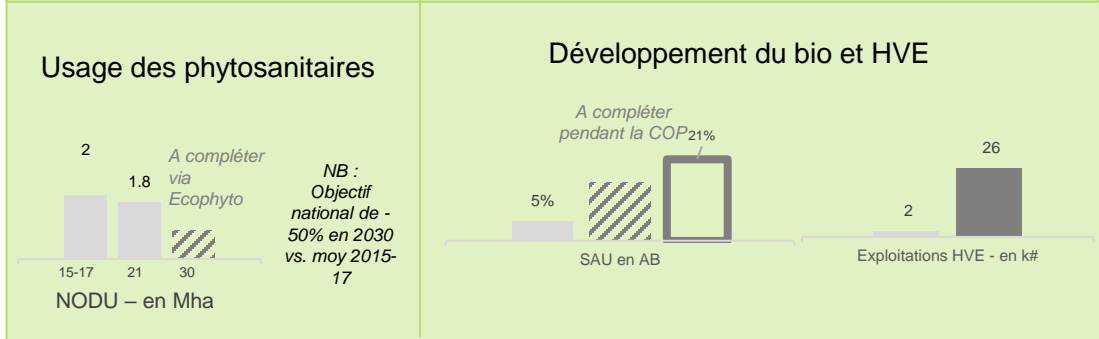 Usage des phytosanitaires
2
1.8
A compléter
via
Ecophyto
15-17
21
30
NODU – en Mha
NB :
Objectif
national de -
50% en 2030
vs. moy 2015-
17
Développement du bio et HVE
A compléter
pendant la COP
21%
5%
SAU en AB
26
2
Exploitations HVE - en k#